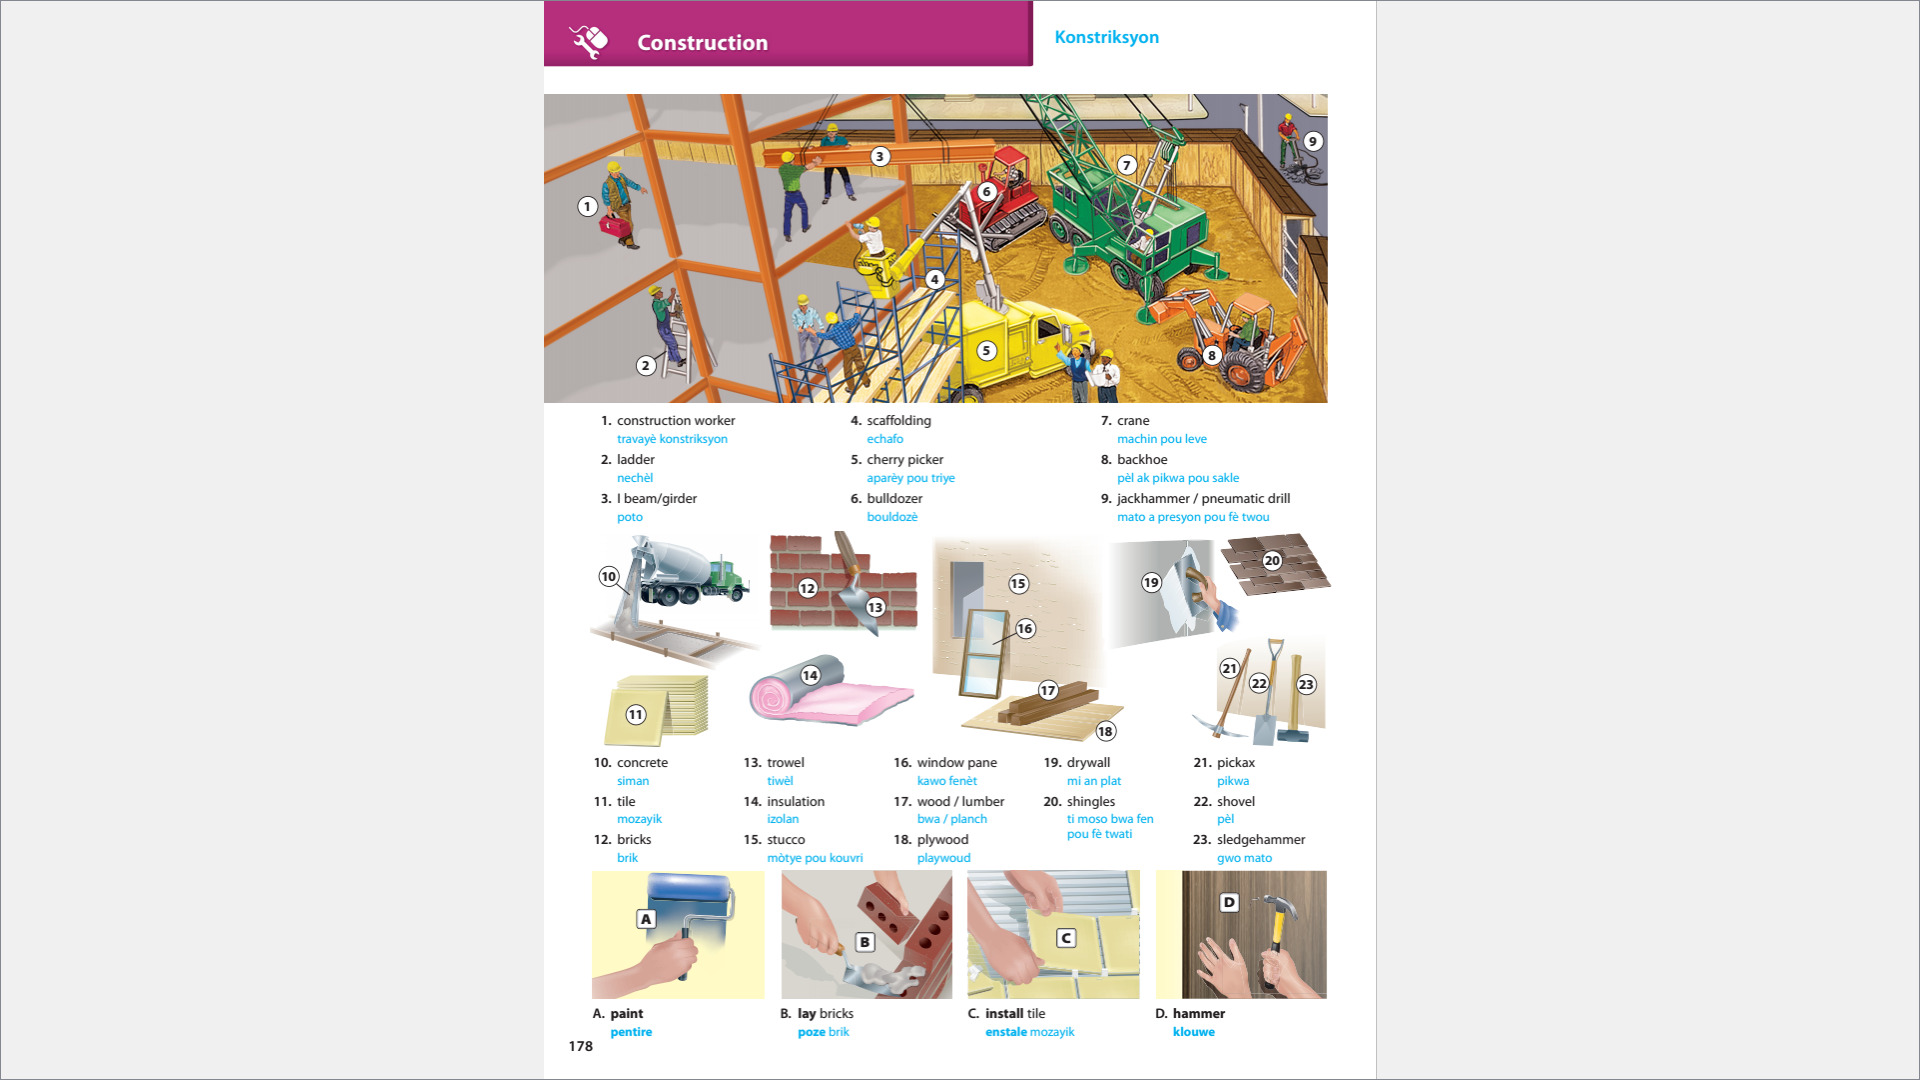 Construction
Konstriksyon
1
2
3
4
5
6
7
8
9
1. construction worker
travayè konstriksyon
2. ladder
nechèl
3. I beam/girder
poto
4. scaffolding
echafo
5. cherry picker
aparèy pou triye
6. bulldozer
bouldozè
7. crane
machin pou leve
8. backhoe
pèl ak pikwa pou sakle
9. jackhammer / pneumatic drill
mato a presyon pou fè twou
10
11
12
13
14
15
16
17
18
19
20
21
22
23
10. concrete
siman
11. tile
mozayik
12. bricks
brik
13. trowel
tiwèl
14. insulation
izolan
15. stucco
mòtye pou kouvri
16. window pane
kawo fenèt
17. wood / lumber
bwa / planch
18. plywood
playwoud
19. drywall
mi an plat
20. shingles
ti moso bwa fen
pou fè twati
21. pickax
pikwa
22. shovel
pèl
23. sledgehammer
gwo mato
A
B
C
D
A. paint
pentire
B. lay bricks
poze brik
C. install tile
enstale mozayik
D. hammer
klouwe
178